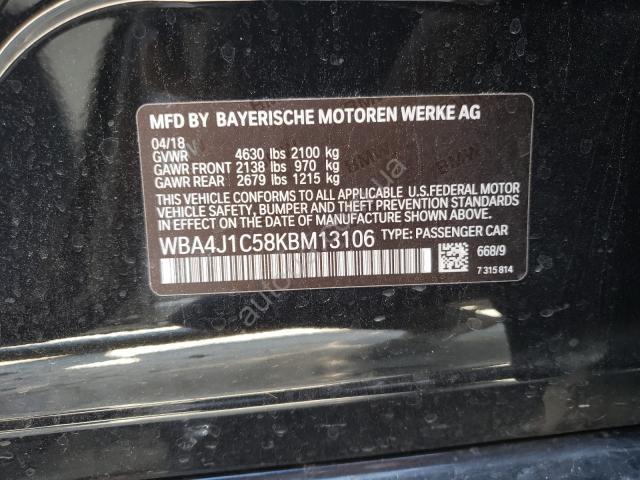 MFD BY BAYERISCHE MOTOREN WERKE AG
04/18
GVWR 4630 lbs 2100 kg
GAWR FRONT 2138 lbs 970 kg
GAWR REAR 2679 lbs 1215 kg
THIS VEHICLE CONFORMS TO ALL APPLICABLE U.S.FEDERAL MOTOR
VEHICLE SAFETY, BUMPER, AND THEFT PREVENTION STANDARDS
IN EFFECT ON THE DATE OF MANUFACTURE SHOWN ABOVE.
WBA4J1C58KBM13106 TYPE: PASSENGER CAR
668/9
7 315 814